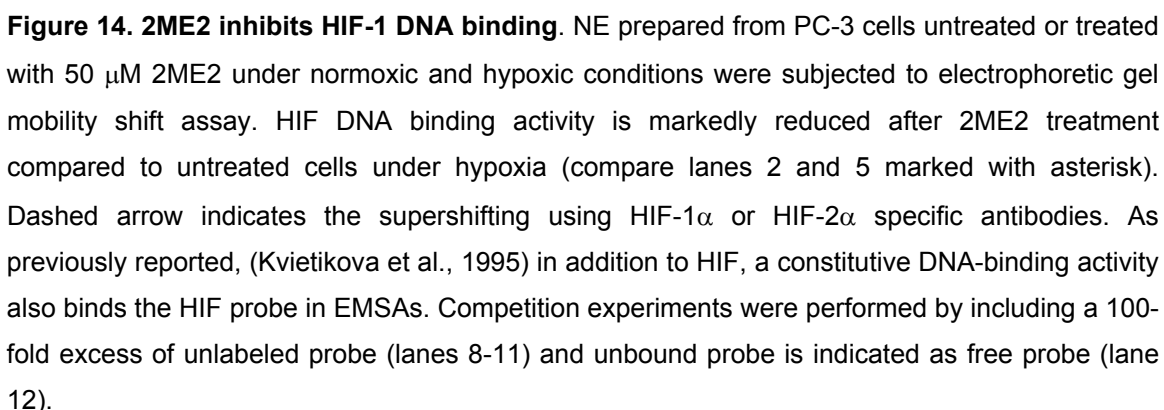 Figure 14. 2ME2 inhibits HIF-1 DNA binding. NE prepared from PC-3 cells untreated or treated
with 50 μM 2ME2 under normoxic and hypoxic conditions were subjected to electrophoretic gel
mobility shift assay. HIF DNA binding activity is markedly reduced after 2ME2 treatment
compared to untreated cells under hypoxia (compare lanes 2 and 5 marked with asterisk).
Dashed arrow indicates the supershifting using HIF-1α or HIF-2α specific antibodies. As
previously reported, (Kvietikova et al., 1995) in addition to HIF, a constitutive DNA-binding activity
also binds the HIF probe in EMSAs. Competition experiments were performed by including a 100-
fold excess of unlabeled probe (lanes 8-11) and unbound probe is indicated as free probe (lane
12).